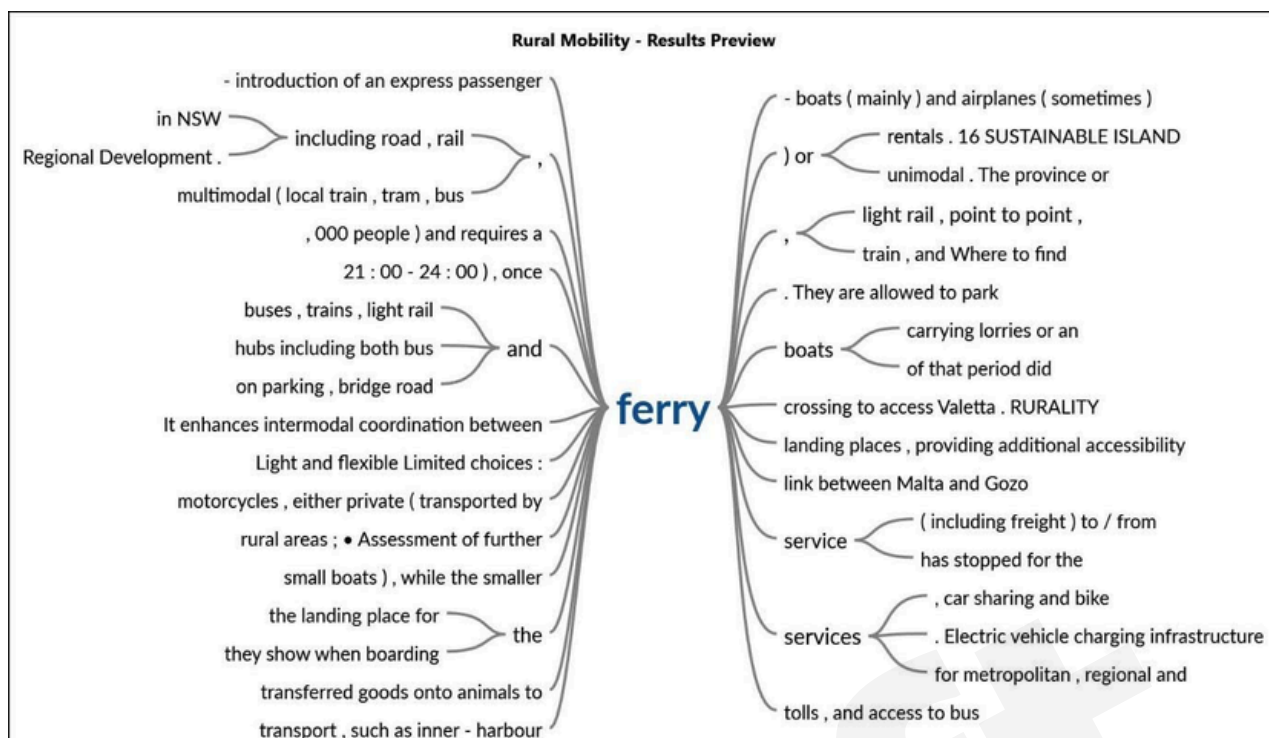 Rural Mobility - Results Preview
- introduction of an express passenger
in NSW
Regional Development .
including road , rail
multimodal ( local train , tram , bus
,
, 000 people ) and requires a
21 : 00 - 24 : 00 ) , once
buses , trains , light rail
hubs including both bus
on parking , bridge road
and
It enhances intermodal coordination between
Light and flexible Limited choices :
motorcycles , either private ( transported by
rural areas ; • Assessment of further
small boats ) , while the smaller
the landing place for
they show when boarding
the
transferred goods onto animals to
transport , such as inner - harbour
ferry
- boats ( mainly ) and airplanes ( sometimes )
) or
rentals . 16 SUSTAINABLE ISLAND
unimodal . The province or
,
light rail , point to point ,
train , and Where to find
. They are allowed to park
boats
carrying lorries or an
of that period did
crossing to access Valetta . RURALITY
landing places , providing additional accessibility
link between Malta and Gozo
service
( including freight ) to / from
has stopped for the
services
, car sharing and bike
. Electric vehicle charging infrastructure
for metropolitan , regional and
tolls , and access to bus